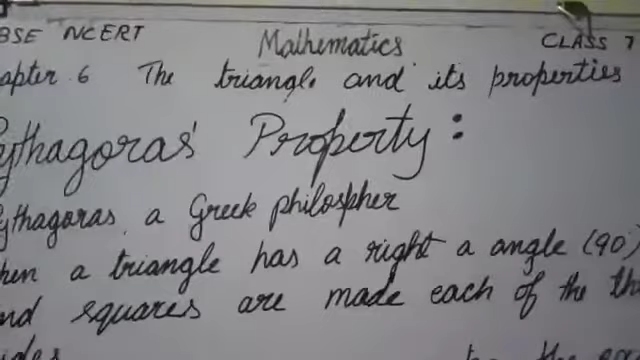 BSE NCERT Mathematics CLASS 7
apter 6 The triangle and its properties
ythagoras' Property:
ythagoras, a Greek philospher
hen a triangle has a right a angle (90°)
nd squares are made each of the th
ides